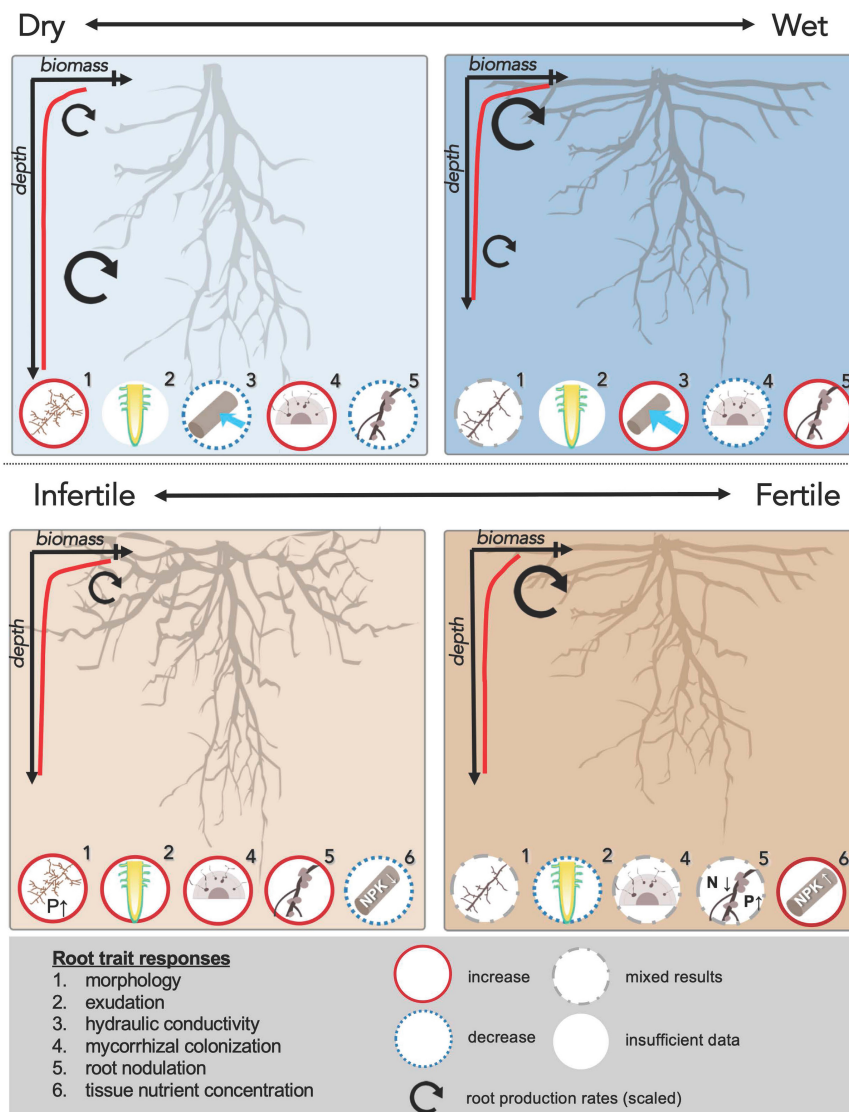 Dry
Wet
biomass
depth
1
2
3
4
5
biomass
depth
1
2
3
4
5
Infertile
Fertile
biomass
depth
1
P↑
2
4
5
6
NPK↓
biomass
depth
1
2
4
5
N↓
P↑
6
NPK↑
Root trait responses
1. morphology
2. exudation
3. hydraulic conductivity
4. mycorrhizal colonization
5. root nodulation
6. tissue nutrient concentration
increase
mixed results
decrease
insufficient data
root production rates (scaled)